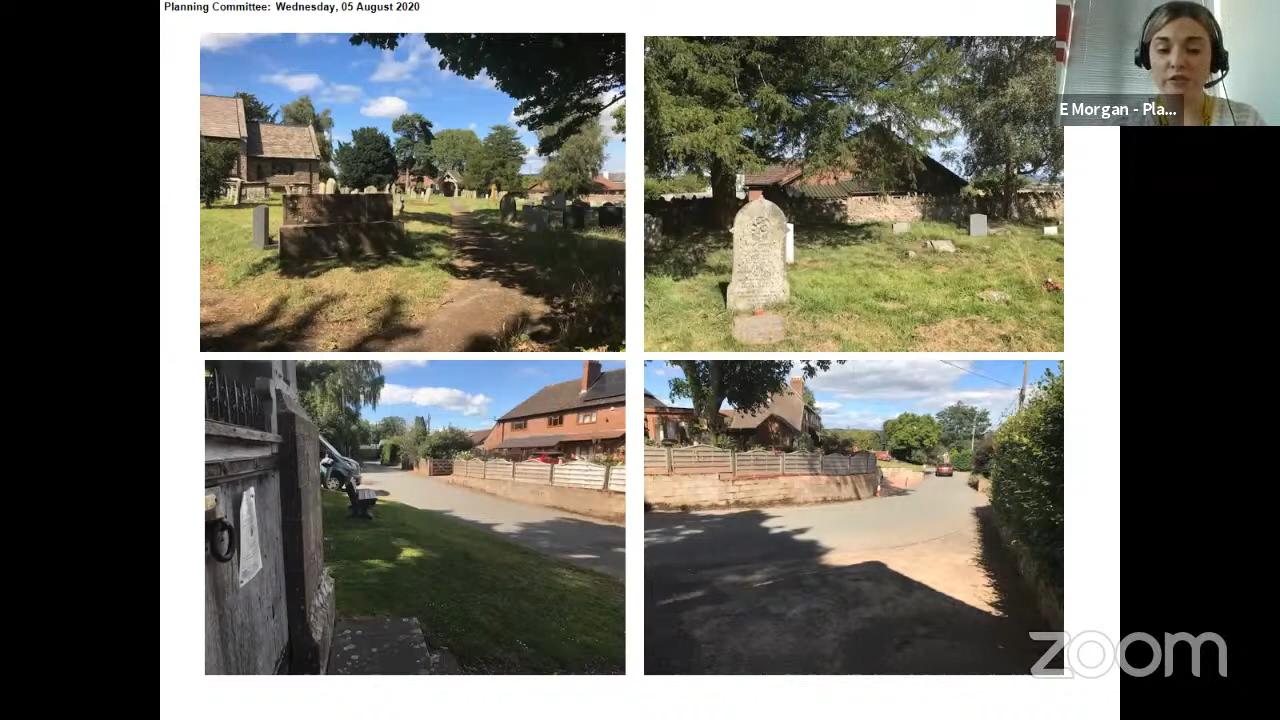 Planning Committee: Wednesday, 05 August 2020
E Morgan - Pla...
zoom